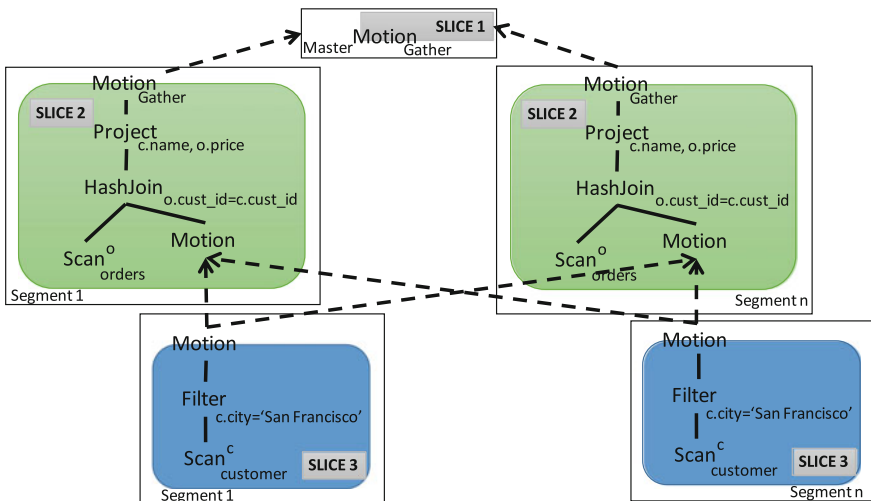 SLICE 1
Master Motion Gather
Motion Gather
SLICE 2
Project c.name, o.price
HashJoin o.cust_id=c.cust_id
Motion
Scan o orders
Segment 1
Motion Gather
SLICE 2
Project c.name, o.price
HashJoin o.cust_id=c.cust_id
Motion
Scan o orders
Segment n
Motion
Filter
c.city=‘San Francisco’
Scan c customer
SLICE 3
Segment 1
Motion
Filter
c.city=‘San Francisco’
Scan c customer
SLICE 3
Segment n